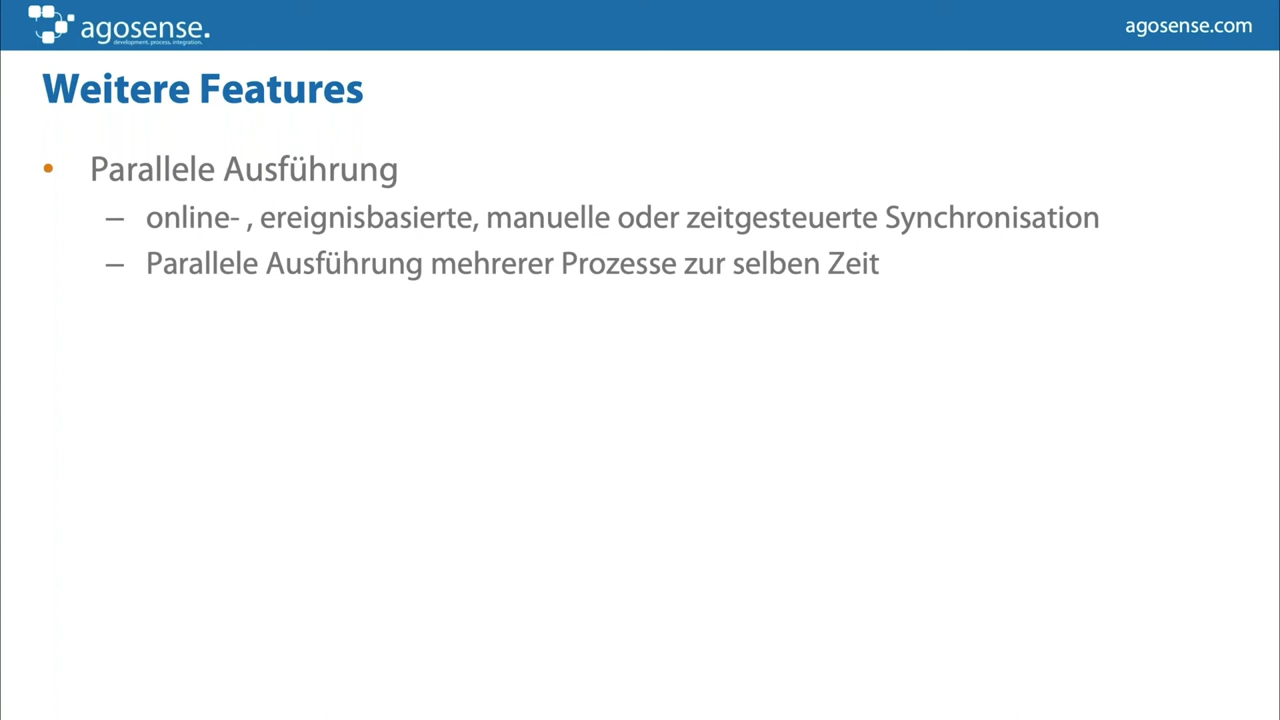 agosense.
development. process. integration.
agosense.com
Weitere Features
• Parallele Ausführung
– online- , ereignisbasierte, manuelle oder zeitgesteuerte Synchronisation
– Parallele Ausführung mehrerer Prozesse zur selben Zeit